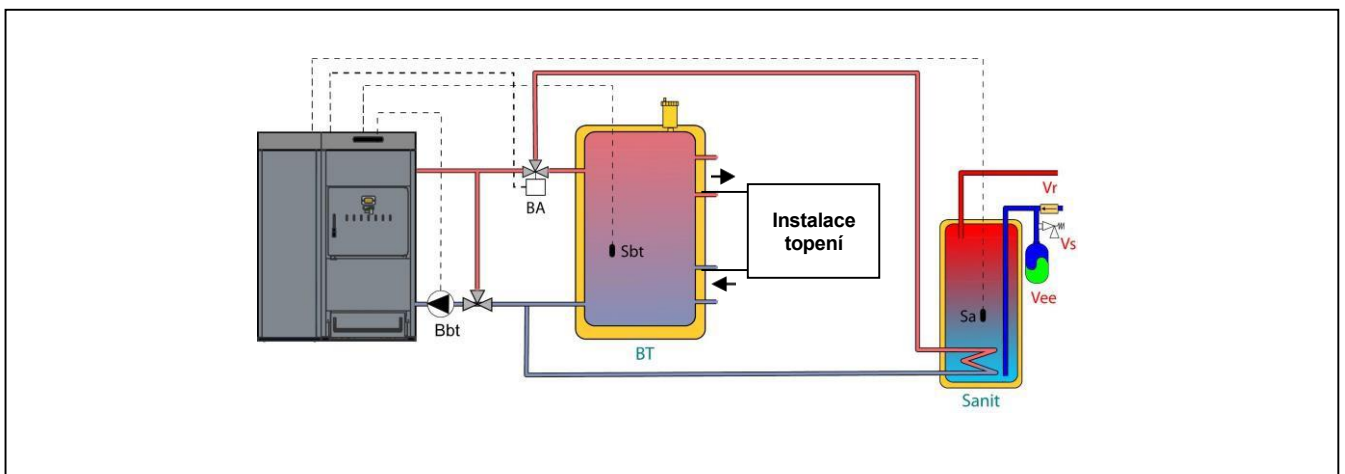 BA
Sbt
Instalace
topení
Bbt
BT
Vr
Vs
Vee
Sa
Sanit